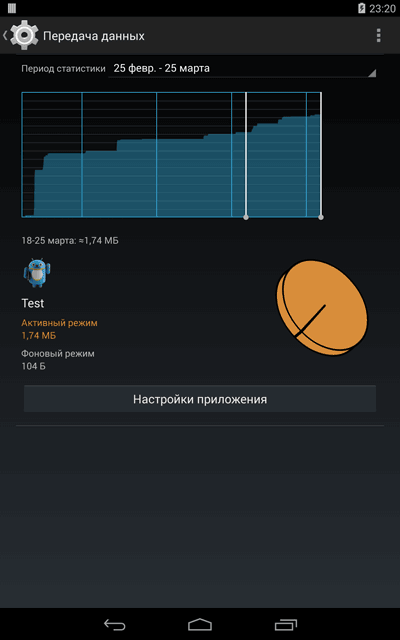 23:20
Передача данных
Период статистики 25 февр. - 25 марта
18-25 марта: ≈1,74 МБ
Test
Активный режим
1,74 МБ
Фоновый режим
104 Б
Настройки приложения